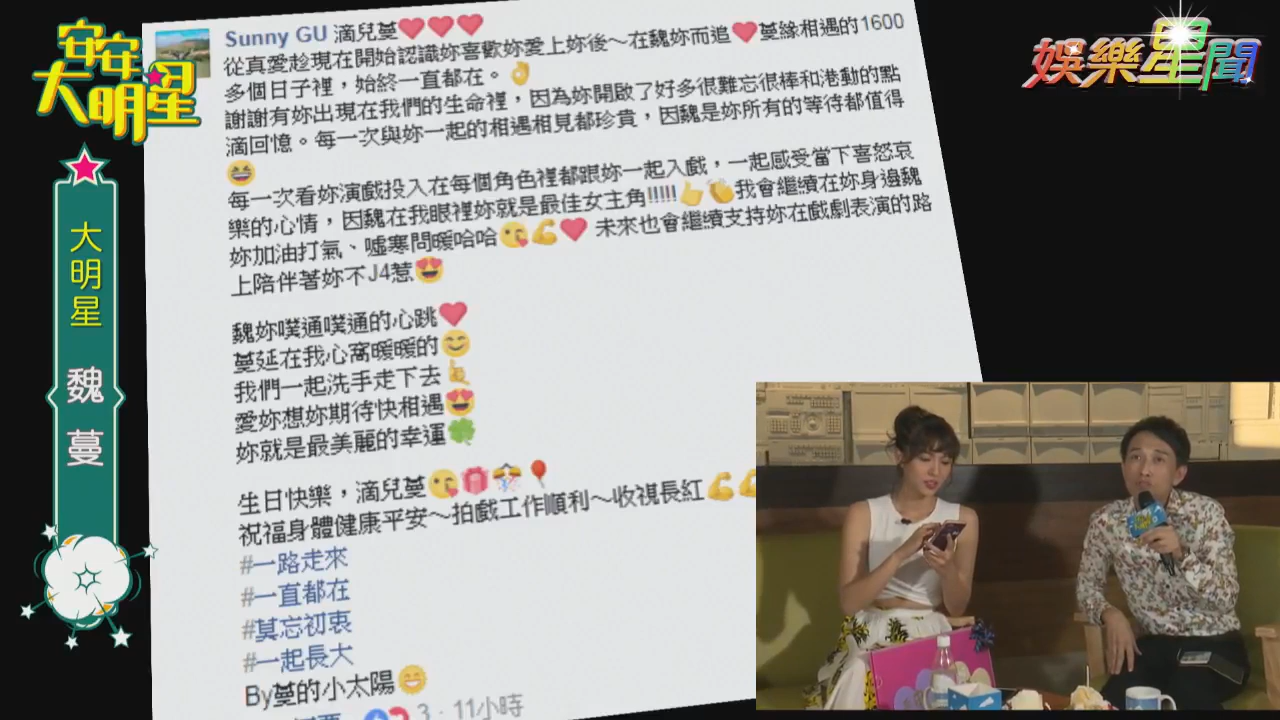 安安
大明星
大明星
魏蔓
娛樂星聞
Sunny GU 滴兒蔓❤❤❤
從真愛趁現在開始認識妳喜歡妳愛上妳後～在魏妳而追❤蔓緣相遇的1600
多個日子裡，始終一直都在。👌
謝謝有妳出現在我們的生命裡，因為妳開啟了好多很難忘很棒和港動的點
滴回憶。每一次與妳一起的相遇相見都珍貴，因魏是妳所有的等待都值得
😆
每一次看妳演戲投入在每個角色裡都跟妳一起入戲，一起感受當下喜怒哀
樂的心情，因魏在我眼裡妳就是最佳女主角!!!!!👍👏我會繼續在妳身邊魏
妳加油打氣、噓寒問暖哈哈😘💪❤ 未來也會繼續支持妳在戲劇表演的路
上陪伴著妳不J4惹😍
魏妳噗通噗通的心跳❤
蔓延在我心窩暖暖的😊
我們一起洗手走下去
愛妳想妳期待快相遇😍
妳就是最美麗的幸運🍀
生日快樂，滴兒蔓😘🎁🎊🎈
祝福身體健康平安～拍戲工作順利～收視長紅💪💪
#一路走來
#一直都在
#莫忘初衷
#一起長大
By蔓的小太陽🌞
3 · 11小時